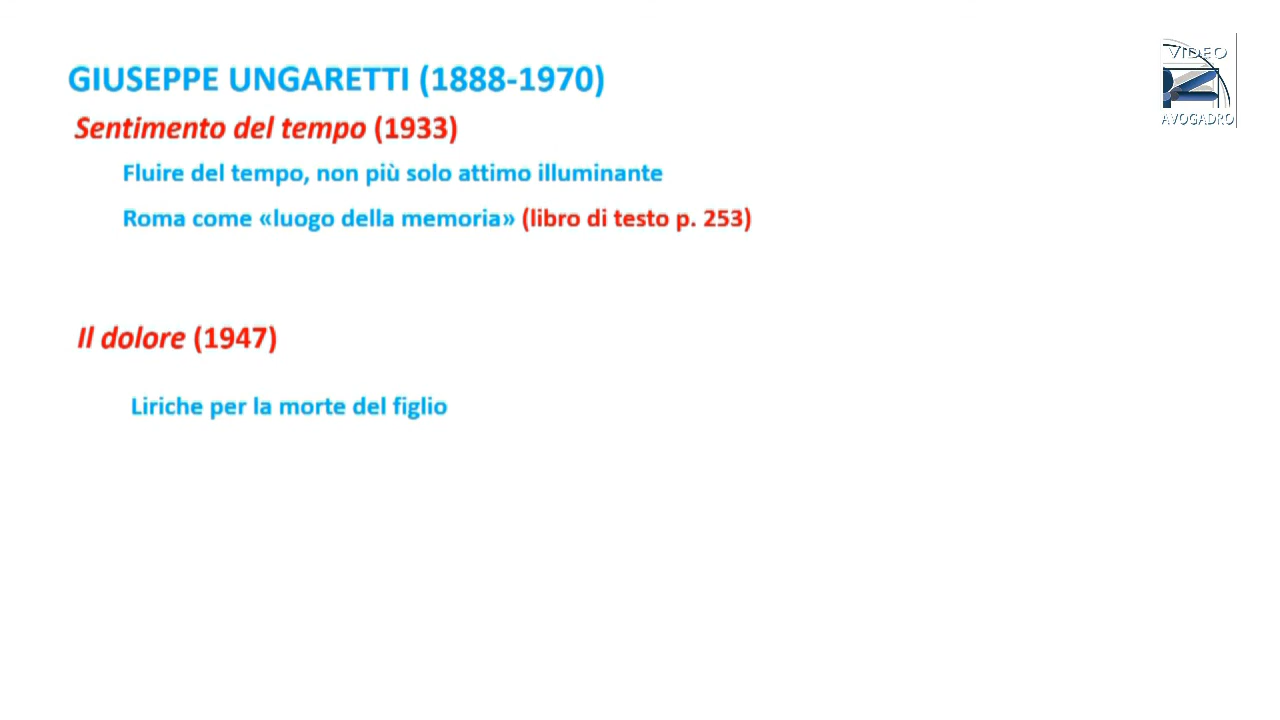 GIUSEPPE UNGARETTI (1888-1970)
Sentimento del tempo (1933)
Fluire del tempo, non più solo attimo illuminante
Roma come «luogo della memoria» (libro di testo p. 253)
Il dolore (1947)
Liriche per la morte del figlio
VIDEO
AVOGADRO